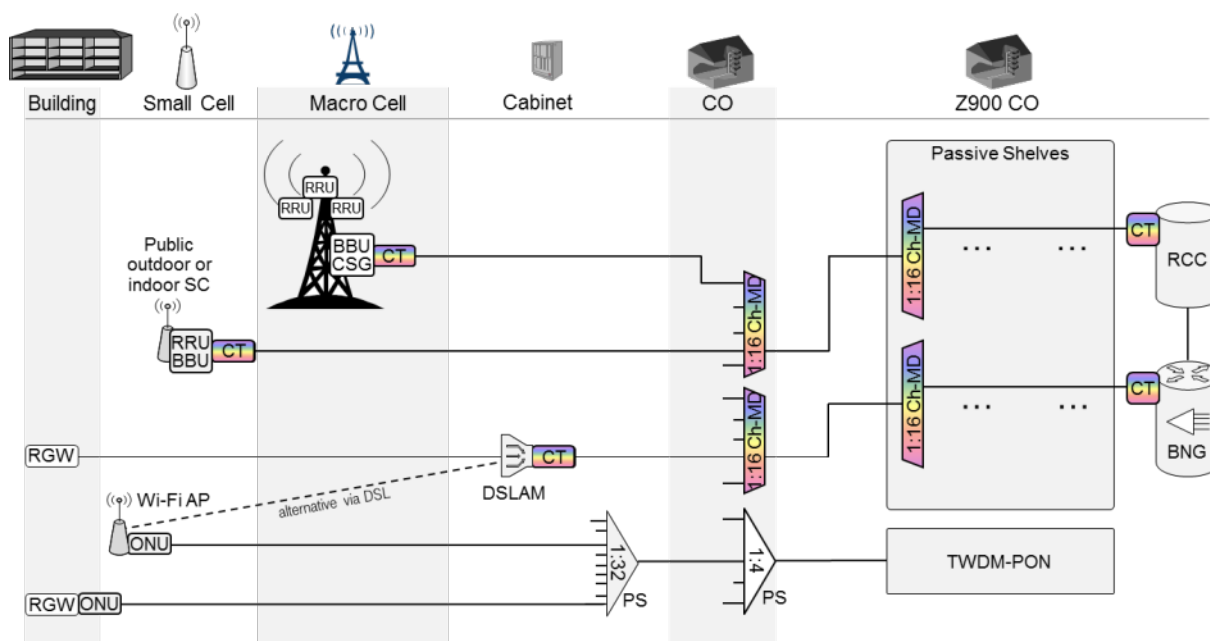 Building
Small Cell
Macro Cell
Cabinet
CO
Z900 CO
Passive Shelves
RRU
RRU
RRU
BBU
CSG
CT
Public
outdoor or
indoor SC
RRU
BBU
CT
1:16 Ch-MD
1:16 Ch-MD
... ...
CT
RCC
RGW
DSLAM
CT
1:16 Ch-MD
1:16 Ch-MD
... ...
CT
BNG
Wi-Fi AP
alternative via DSL
ONU
1:32
PS
1:4
PS
TWDM-PON
RGW
ONU